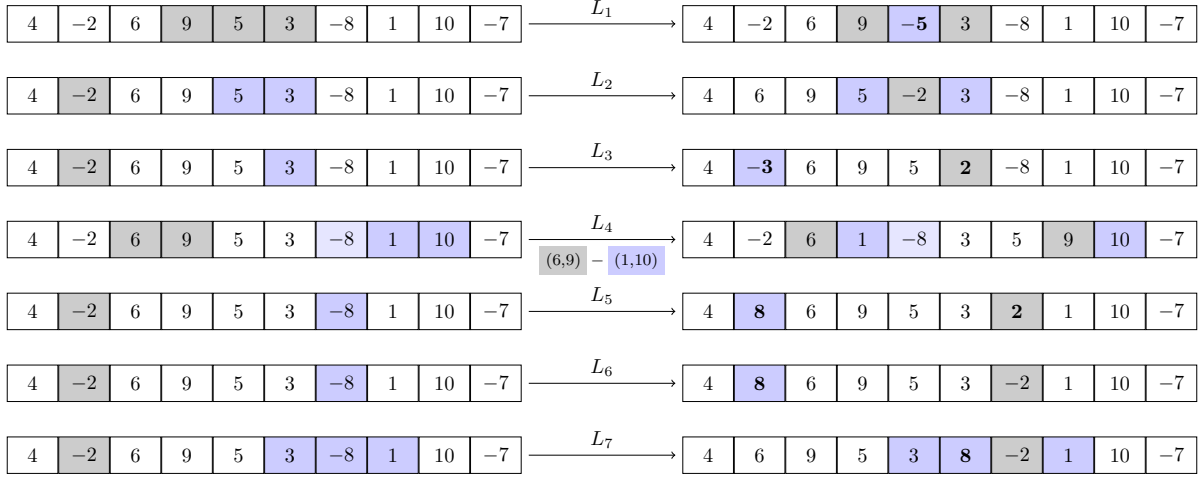 4 −2 6 9 5 3 −8 1 10 −7 L1 4 −2 6 9 −5 3 −8 1 10 −7
4 −2 6 9 5 3 −8 1 10 −7 L2 4 6 9 5 −2 3 −8 1 10 −7
4 −2 6 9 5 3 −8 1 10 −7 L3 4 −3 6 9 5 2 −8 1 10 −7
4 −2 6 9 5 3 −8 1 10 −7 L4 4 −2 6 1 −8 3 5 9 10 −7
(6,9) − (1,10)
4 −2 6 9 5 3 −8 1 10 −7 L5 4 8 6 9 5 3 2 1 10 −7
4 −2 6 9 5 3 −8 1 10 −7 L6 4 8 6 9 5 3 −2 1 10 −7
4 −2 6 9 5 3 −8 1 10 −7 L7 4 6 9 5 3 8 −2 1 10 −7